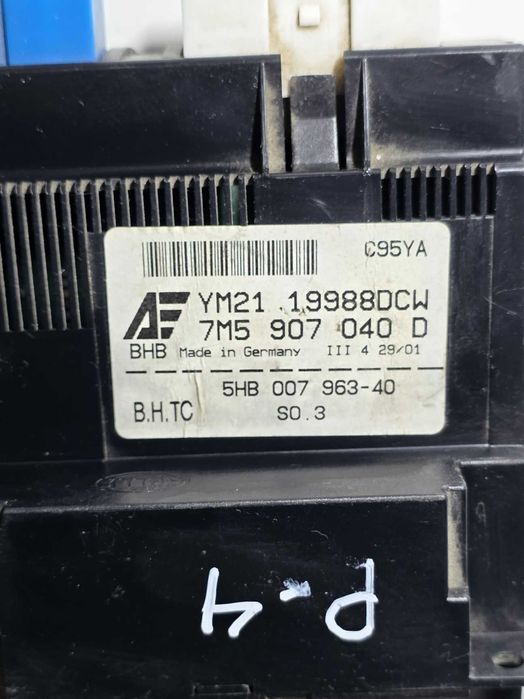 C95YA
AF YM21 19988DCW
7M5 907 040 D
BHB Made in Germany III 4 29/01
5HB 007 963-40
B.H.TC SO.3
P-4